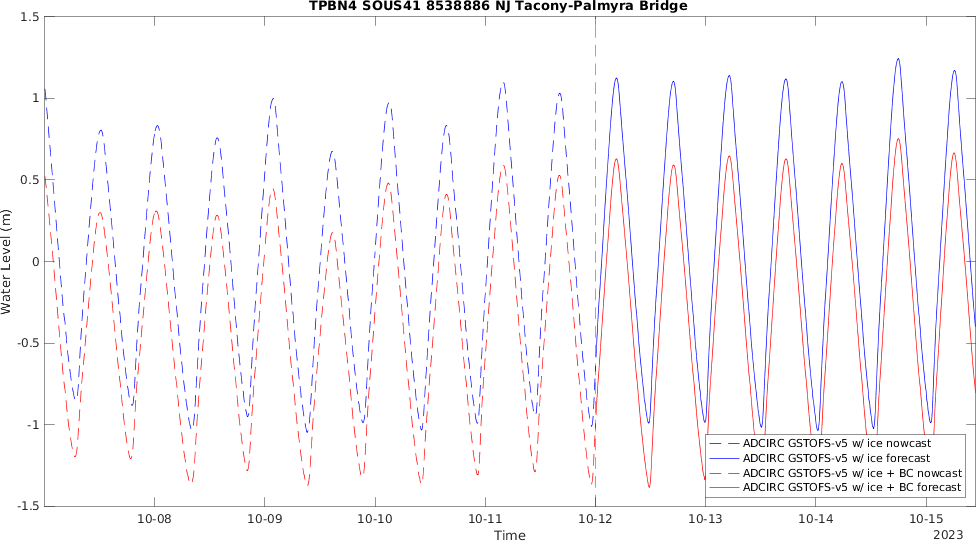 TPBN4 SOUS41 8538886 NJ Tacony-Palmyra Bridge
1.5
1
0.5
0
-0.5
-1
-1.5
Water Level (m)
ADCIRC GSTOFS-v5 w/ ice nowcast
ADCIRC GSTOFS-v5 w/ ice forecast
ADCIRC GSTOFS-v5 w/ ice + BC nowcast
ADCIRC GSTOFS-v5 w/ ice + BC forecast
10-08 10-09 10-10 10-11 10-12 10-13 10-14 10-15
Time
2023